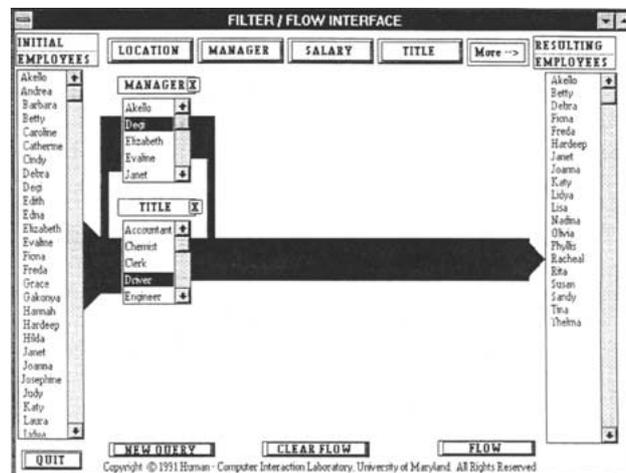 FILTER / FLOW INTERFACE
INITIAL
EMPLOYEES
LOCATION
MANAGER
SALARY
TITLE
More -->
RESULTING
EMPLOYEES
Akello
Andrea
Barbara
Betty
Caroline
Catherine
Cindy
Debra
Degi
Edith
Edna
Elizabeth
Evaline
Fiona
Freda
Grace
Gakonya
Hannah
Hardeep
Hilda
Janet
Joanna
Josephine
Judy
Katy
Laura
Lidya
MANAGER X
Akello
Degi
Elizabeth
Evaline
Janet
TITLE X
Accountant
Chemist
Clerk
Driver
Engineer
Akello
Betty
Debra
Fiona
Freda
Hardeep
Janet
Joanna
Katy
Lidya
Lisa
Nadina
Olivia
Phyllis
Racheal
Rita
Susan
Sandy
Tina
Thelma
QUIT
NEW QUERY
CLEAR FLOW
FLOW
Copyright © 1991 Human - Computer Interaction Laboratory, University of Maryland. All Rights Reserved